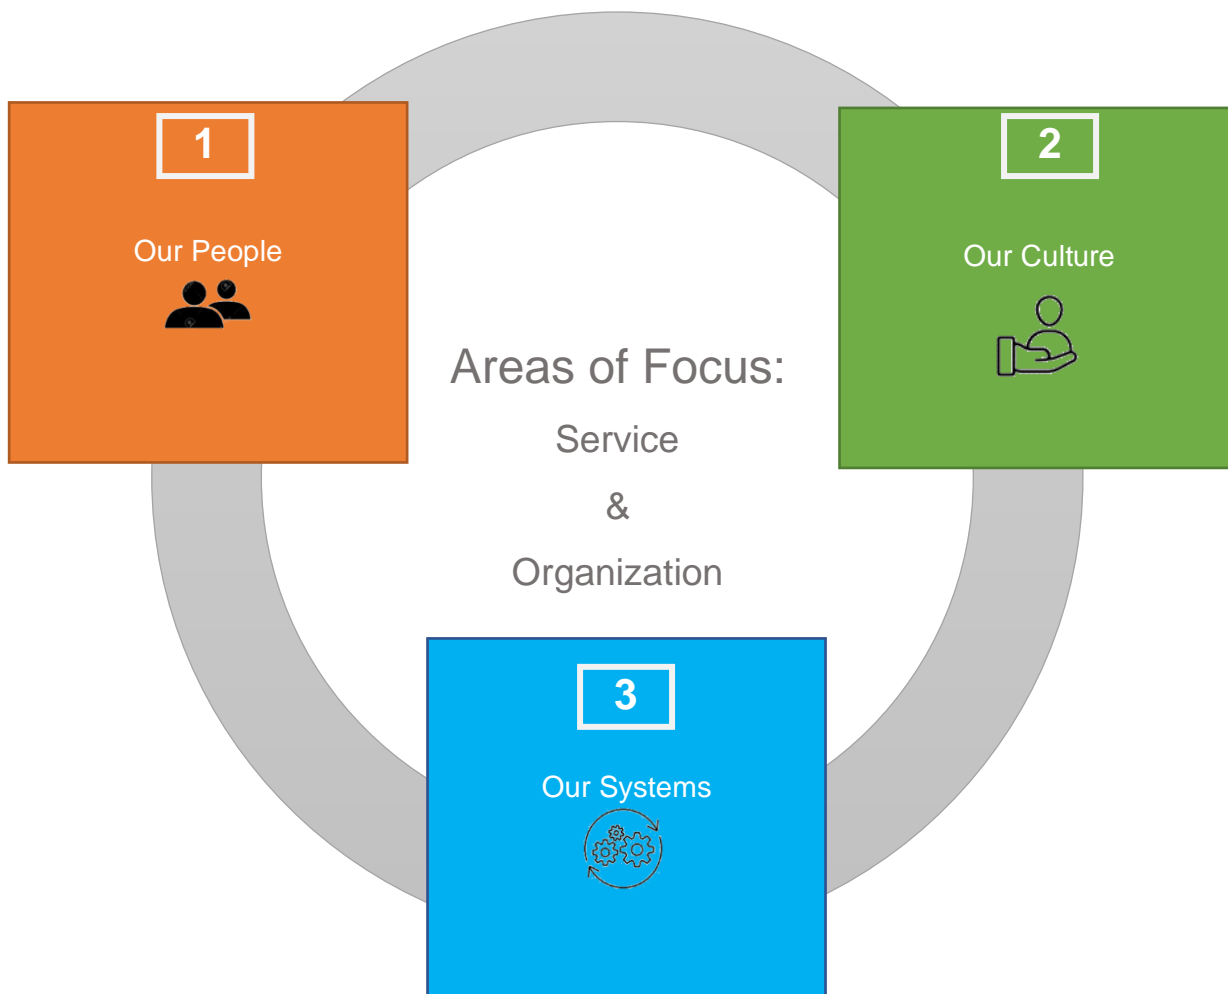 1
Our People
2
Our Culture
Areas of Focus:
Service
&
Organization
3
Our Systems